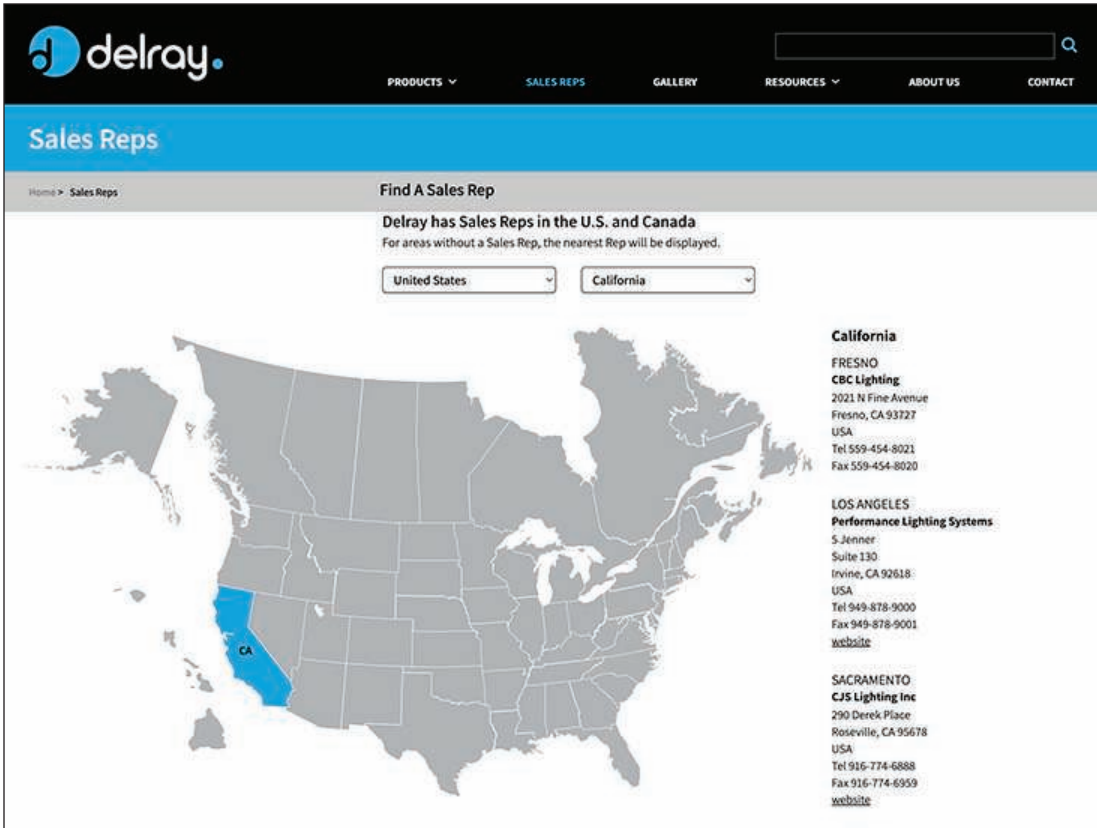 delray.
PRODUCTS
SALES REPS
GALLERY
RESOURCES
ABOUT US
CONTACT
Sales Reps
Home > Sales Reps
Find A Sales Rep
Delray has Sales Reps in the U.S. and Canada
For areas without a Sales Rep, the nearest Rep will be displayed.
United States
California
CA
California
FRESNO
CBC Lighting
2021 N Fine Avenue
Fresno, CA 93727
USA
Tel 559-454-8021
Fax 559-454-8020
LOS ANGELES
Performance Lighting Systems
5 Jenner
Suite 130
Irvine, CA 92618
USA
Tel 949-878-9000
Fax 949-878-9001
website
SACRAMENTO
CJS Lighting Inc
290 Derek Place
Roseville, CA 95678
USA
Tel 916-774-6888
Fax 916-774-6959
website